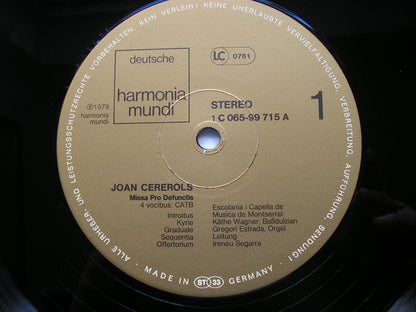 ALLE URHEBER- UND LEISTUNGSSCHUTZRECHTE VORBEHALTEN. KEIN VERLEIH! KEINE UNERLAUBTE VERVIELFÄLTIGUNG, VERBREITUNG, AUFFÜHRUNG, SENDUNG!
deutsche
harmonia
mundi
LC 0761
℗1979
harmonia
mundi
STEREO
1 C 065-99 715 A
1
JOAN CEREROLS
Missa Pro Defunctis
4 vocibus: CATB
Introitus
Kyrie
Graduale
Sequentia
Offertorium
Escolania i Capella de
Musica de Montserrat
Käthe Wagner, Baßdulzian
Gregori Estrada, Orgel
Leitung
Ireneu Segarra
MADE IN ST 33 GERMANY